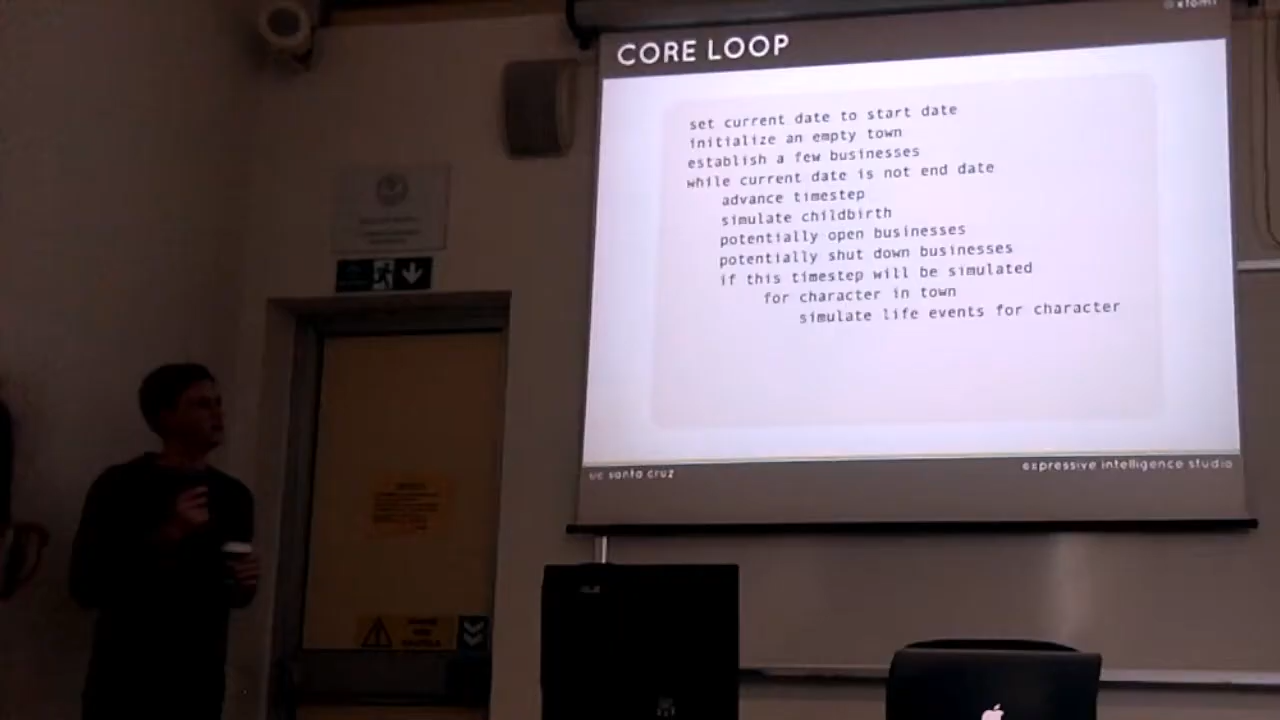 CORE LOOP
set current date to start date
initialize an empty town
establish a few businesses
while current date is not end date
advance timestep
simulate childbirth
potentially open businesses
potentially shut down businesses
if this timestep will be simulated
for character in town
simulate life events for character
uc santa cruz
expressive intelligence studio